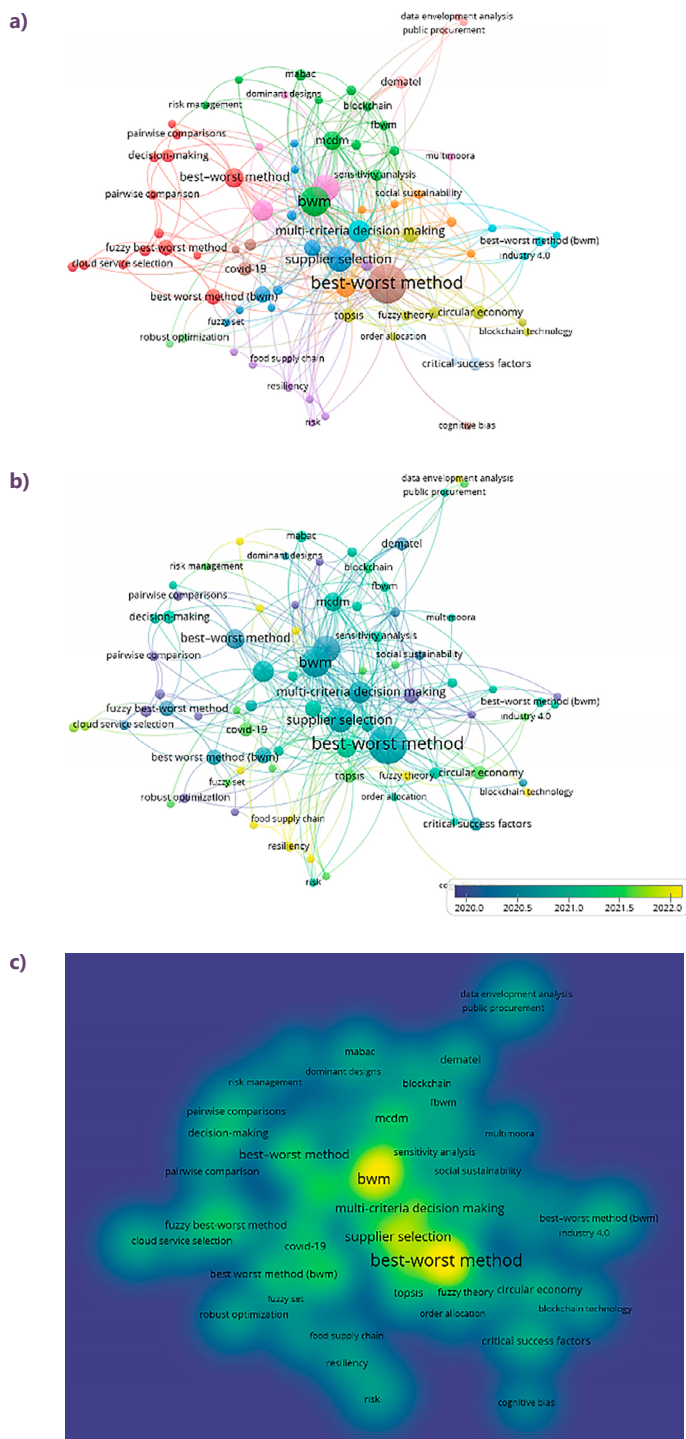 a)
data envelopment analysis
public procurement
mabac
dematel
dominant designs
risk management
blockchain
fbwm
pairwise comparisons
mcdm
decision-making
multimoora
best–worst method
sensitivity analysis
pairwise comparison
social sustainability
bwm
multi-criteria decision making
best–worst method (bwm)
fuzzy best-worst method
industry 4.0
supplier selection
cloud service selection
covid-19
best-worst method
best worst method (bwm)
circular economy
topsis
fuzzy theory
fuzzy set
blockchain technology
robust optimization
order allocation
food supply chain
critical success factors
resiliency
risk
cognitive bias
b)
data envelopment analysis
public procurement
mabac
dematel
dominant designs
risk management
blockchain
fbwm
pairwise comparisons
mcdm
decision-making
multimoora
best–worst method
sensitivity analysis
pairwise comparison
social sustainability
bwm
multi-criteria decision making
best–worst method (bwm)
fuzzy best-worst method
industry 4.0
supplier selection
cloud service selection
covid-19
best-worst method
best worst method (bwm)
circular economy
topsis
fuzzy theory
fuzzy set
blockchain technology
robust optimization
order allocation
food supply chain
critical success factors
resiliency
risk
2020.0 2020.5 2021.0 2021.5 2022.0
c)
data envelopment analysis
public procurement
mabac
dematel
dominant designs
risk management
blockchain
fbwm
pairwise comparisons
mcdm
decision-making
multimoora
best–worst method
sensitivity analysis
pairwise comparison
social sustainability
bwm
multi-criteria decision making
best–worst method (bwm)
fuzzy best-worst method
industry 4.0
supplier selection
cloud service selection
covid-19
best-worst method
best worst method (bwm)
circular economy
topsis
fuzzy theory
fuzzy set
blockchain technology
robust optimization
order allocation
food supply chain
critical success factors
resiliency
risk
cognitive bias